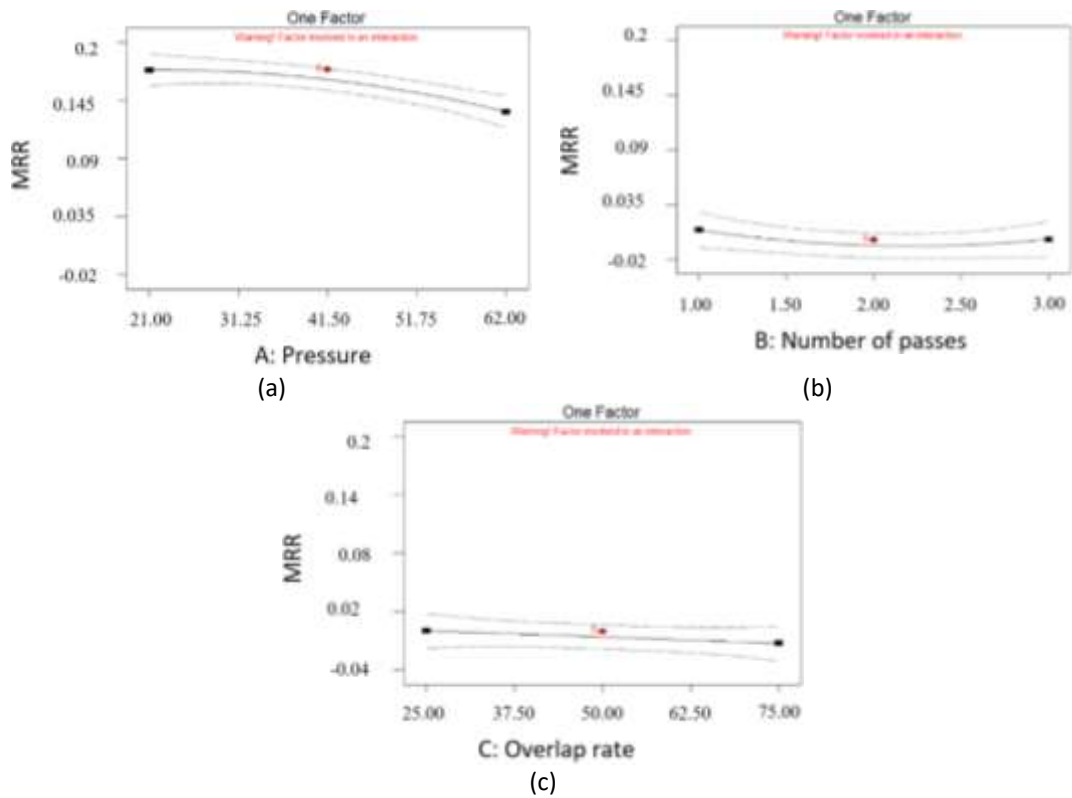 One Factor
Warning! Factor involved in an interaction.
0.2
0.145
0.09
0.035
-0.02
MRR
21.00 31.25 41.50 51.75 62.00
A: Pressure
(a)
One Factor
Warning! Factor involved in an interaction.
0.2
0.145
0.09
0.035
-0.02
MRR
1.00 1.50 2.00 2.50 3.00
B: Number of passes
(b)
One Factor
Warning! Factor involved in an interaction.
0.2
0.14
0.08
0.02
-0.04
MRR
25.00 37.50 50.00 62.50 75.00
C: Overlap rate
(c)